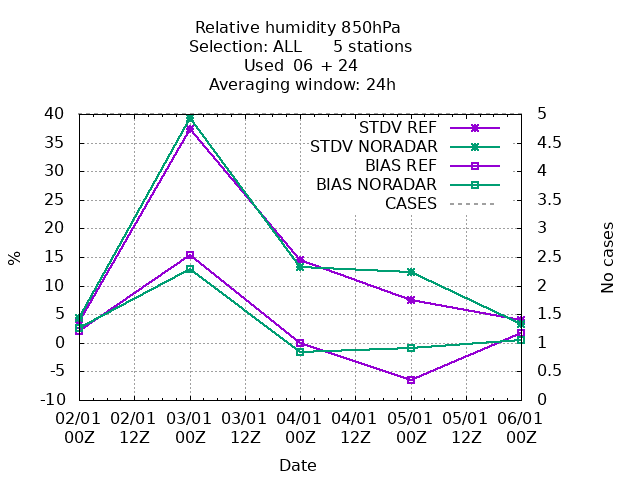 Relative humidity 850hPa
Selection: ALL 5 stations
Used 06 + 24
Averaging window: 24h
40 5
35 4.5
30 4
25 3.5
20 3
15 2.5
10 2
5 1.5
0 1
-5 0.5
-10 0
%
No cases
STDV REF
STDV NORADAR
BIAS REF
BIAS NORADAR
CASES
02/01 02/01 03/01 03/01 04/01 04/01 05/01 05/01 06/01
00Z 12Z 00Z 12Z 00Z 12Z 00Z 12Z 00Z
Date